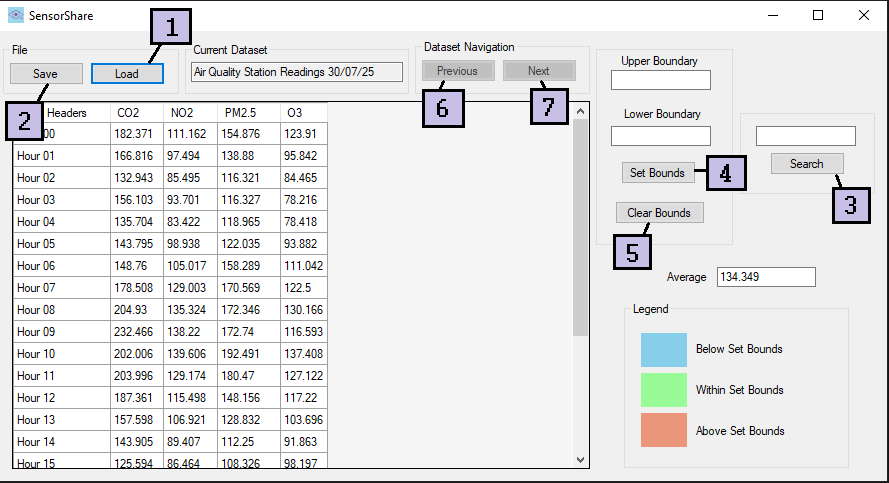 SensorShare
1
File
Current Dataset
Dataset Navigation
Save
Load
Air Quality Station Readings 30/07/25
Previous
Next
2
6
7
Upper Boundary
Lower Boundary
Set Bounds
4
Clear Bounds
5
Search
3
Headers CO2 NO2 PM2.5 O3
00 182.371 111.162 154.876 123.91
Hour 01 166.816 97.494 138.88 95.842
Hour 02 132.943 85.495 116.321 84.465
Hour 03 156.103 93.701 116.327 78.216
Hour 04 135.704 83.422 118.965 78.418
Hour 05 143.795 98.938 122.035 93.882
Hour 06 148.76 105.017 158.289 111.042
Hour 07 178.508 129.003 170.569 122.5
Hour 08 204.93 135.324 172.346 130.166
Hour 09 232.466 138.22 172.74 116.593
Hour 10 202.006 139.606 192.491 137.408
Hour 11 203.996 129.174 180.47 127.122
Hour 12 187.361 115.498 148.156 117.22
Hour 13 157.598 106.921 128.832 103.696
Hour 14 143.905 89.407 112.25 91.863
Hour 15 125.594 86.464 108.326 98.197
Average 134.349
Legend
Below Set Bounds
Within Set Bounds
Above Set Bounds